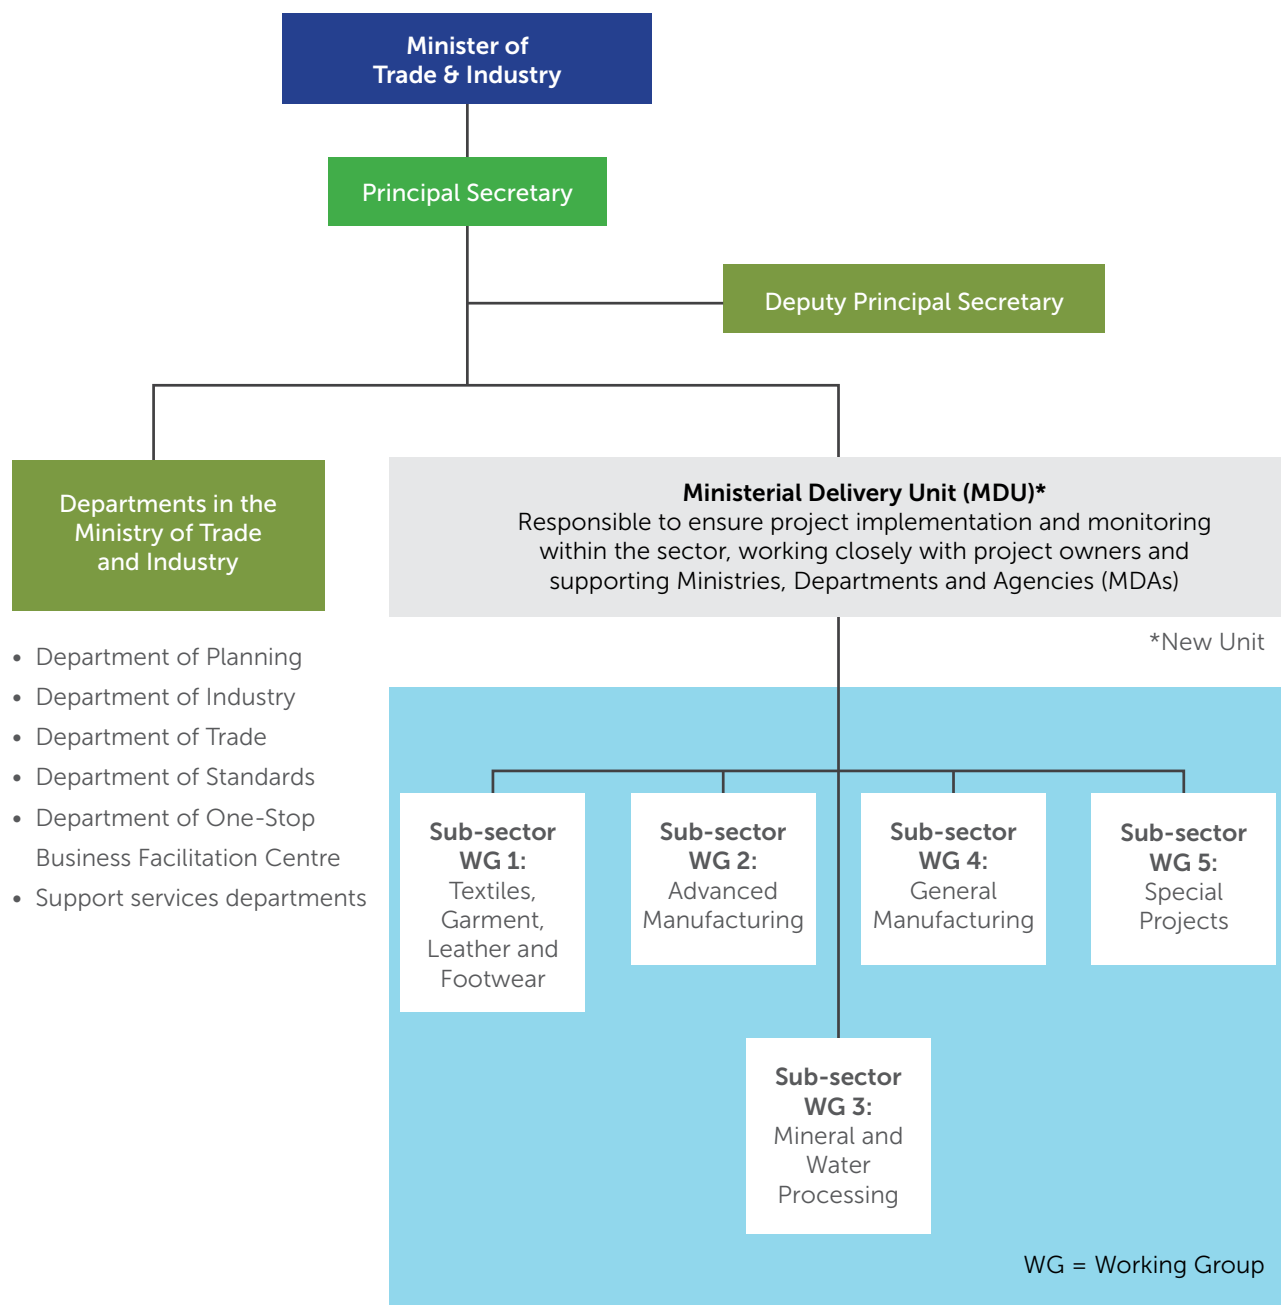 Minister of
Trade & Industry
Principal Secretary
Deputy Principal Secretary
Departments in the
Ministry of Trade
and Industry
• Department of Planning
• Department of Industry
• Department of Trade
• Department of Standards
• Department of One-Stop
Business Facilitation Centre
• Support services departments
Ministerial Delivery Unit (MDU)*
Responsible to ensure project implementation and monitoring
within the sector, working closely with project owners and
supporting Ministries, Departments and Agencies (MDAs)
*New Unit
Sub-sector
WG 1:
Textiles,
Garment,
Leather and
Footwear
Sub-sector
WG 2:
Advanced
Manufacturing
Sub-sector
WG 4:
General
Manufacturing
Sub-sector
WG 5:
Special
Projects
Sub-sector
WG 3:
Mineral and
Water
Processing
WG = Working Group